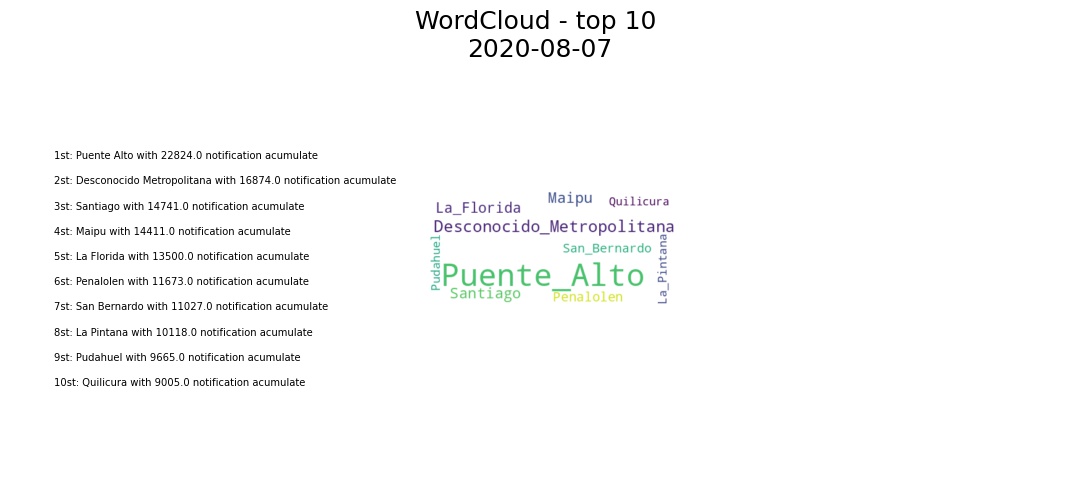 WordCloud - top 10
2020-08-07
1st: Puente Alto with 22824.0 notification acumulate
2st: Desconocido Metropolitana with 16874.0 notification acumulate
3st: Santiago with 14741.0 notification acumulate
4st: Maipu with 14411.0 notification acumulate
5st: La Florida with 13500.0 notification acumulate
6st: Penalolen with 11673.0 notification acumulate
7st: San Bernardo with 11027.0 notification acumulate
8st: La Pintana with 10118.0 notification acumulate
9st: Pudahuel with 9665.0 notification acumulate
10st: Quilicura with 9005.0 notification acumulate
Maipu
Quilicura
La_Florida
Desconocido_Metropolitana
San_Bernardo
Pudahuel
La_Pintana
Puente_Alto
Santiago
Penalolen